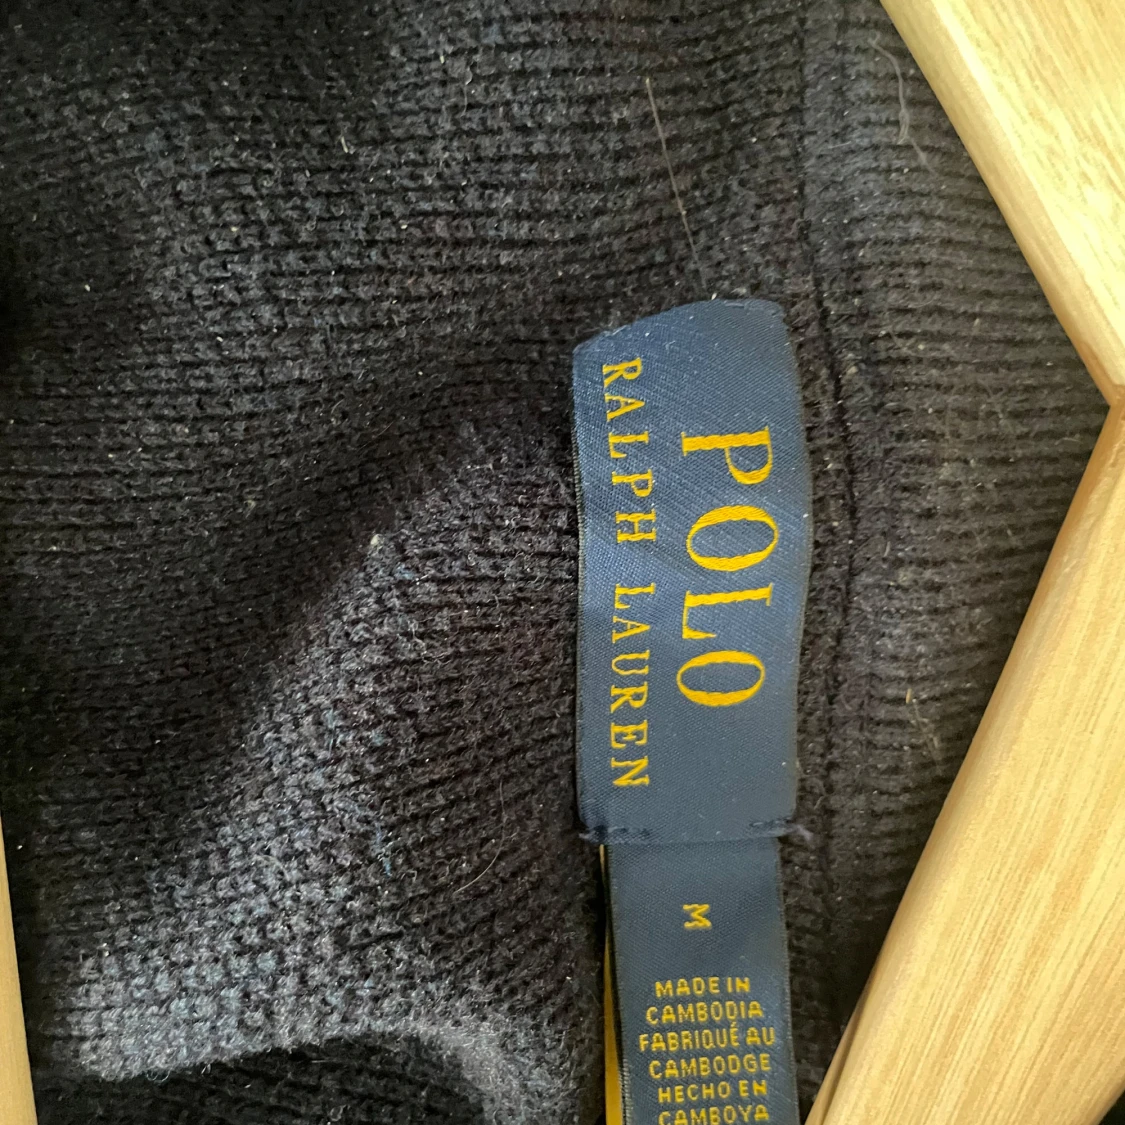 POLO
RALPH LAUREN
M
MADE IN
CAMBODIA
FABRIQUÉ AU
CAMBODGE
HECHO EN
CAMBOYA